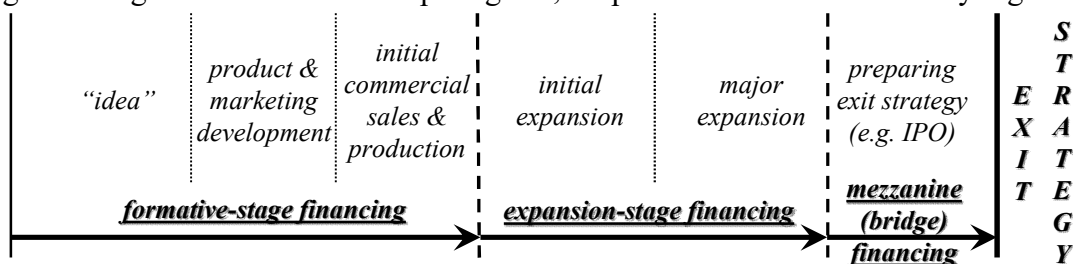 “idea”
product &
marketing
development
initial
commercial
sales &
production
initial
expansion
major
expansion
preparing
exit strategy
(e.g. IPO)
EXIT
STRATEGY
formative-stage financing
expansion-stage financing
mezzanine
(bridge)
financing